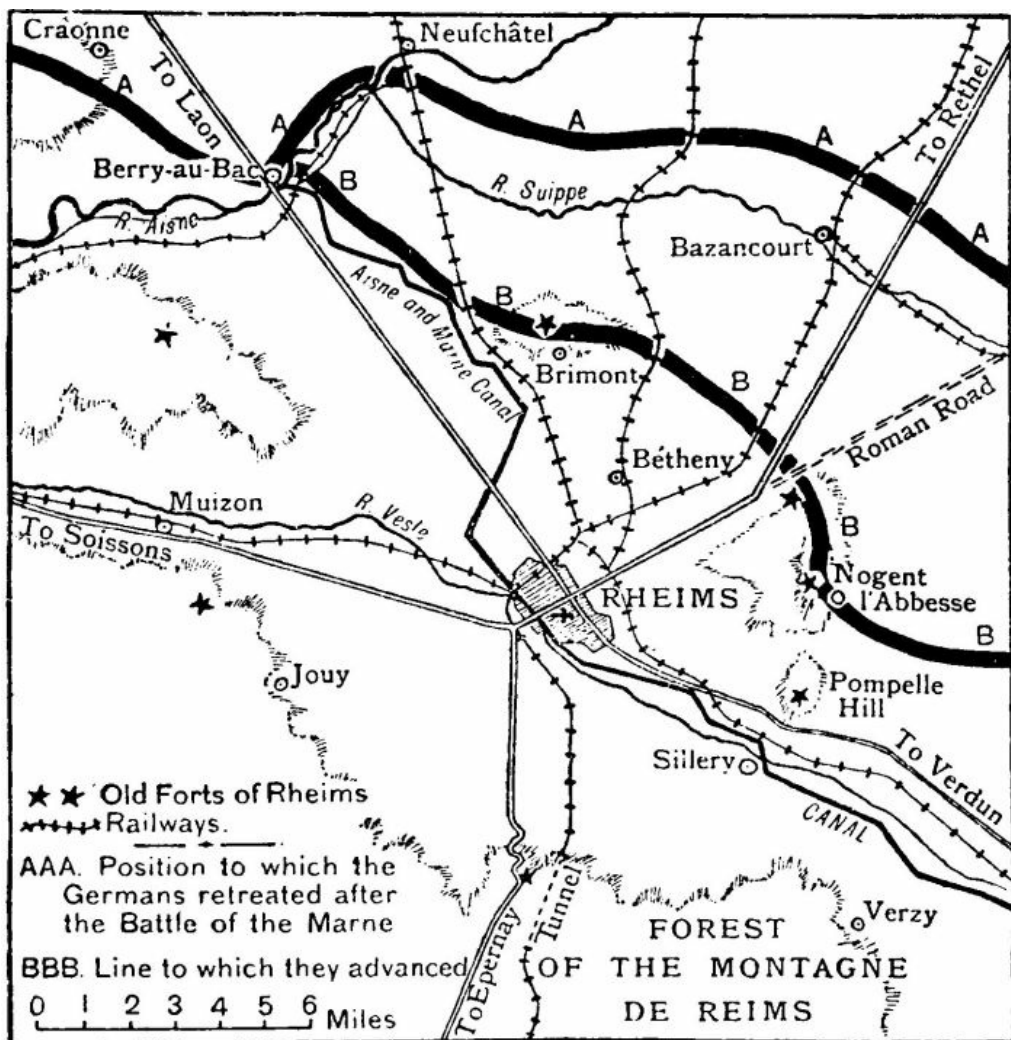 Crâonne
Neufchâtel
A
To Laon
A
A
A
To Rethel
Berry-au-Bac
B
R. Suippe
R. Aisne
Bazancourt
A
Aisne and Marne Canal
B
Brimont
B
Roman Road
Bétheny
Muizon
R. Vesle
To Soissons
B
Nogent
l'Abbesse
RHEIMS
B
Jouy
Pompelle
Hill
Sillery
To Verdun
CANAL
Old Forts of Rheims
Railways.
AAA. Position to which the
Germans retreated after
the Battle of the Marne
BBB. Line to which they advanced
0 1 2 3 4 5 6 Miles
To Epernay
Tunnel
Verzy
FOREST
OF THE MONTAGNE
DE REIMS